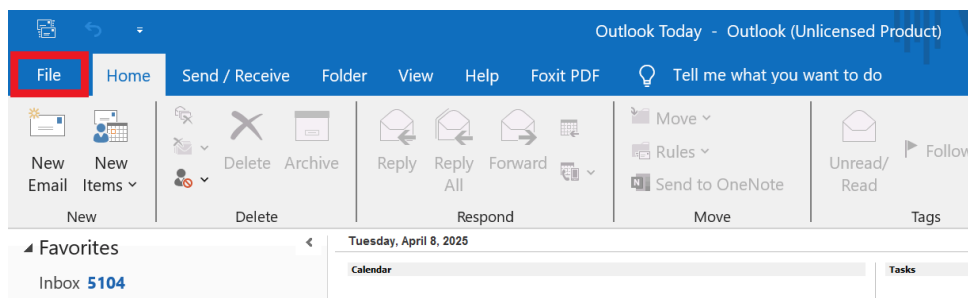 Outlook Today - Outlook (Unlicensed Product)
File Home Send / Receive Folder View Help Foxit PDF Tell me what you want to do
New Email
New Items
Delete
Archive
Reply
Reply All
Forward
Move
Rules
Send to OneNote
Unread/
Read
Follow
New Delete Respond Move Tags
Favorites
Inbox 5104
Tuesday, April 8, 2025
Calendar Tasks